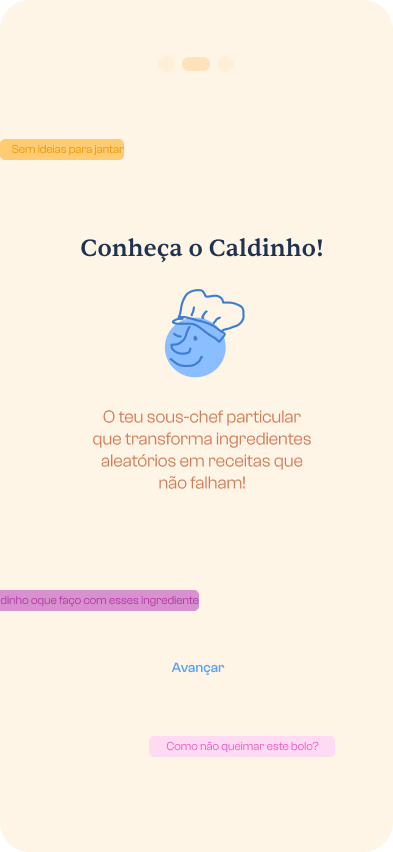 Sem ideias para jantar
Conheça o Caldinho!
O teu sous-chef particular
que transforma ingredientes
aleatórios em receitas que
não falham!
dinho oque faço com esses ingrediente
Avançar
Como não queimar este bolo?